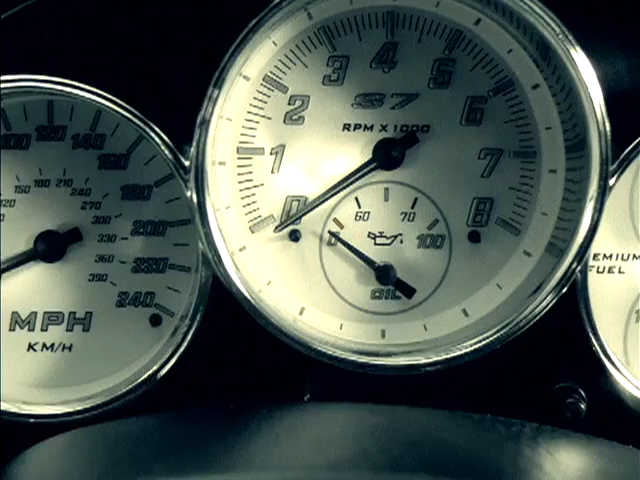 100 120 140 160 180 200 220 240
120 150 180 210 240 270 300 330 360 390
MPH
KM/H
0 1 2 3 4 5 6 7 8
S7
RPM X 1000
0 60 70 100
OIL
EMIUM
FUEL